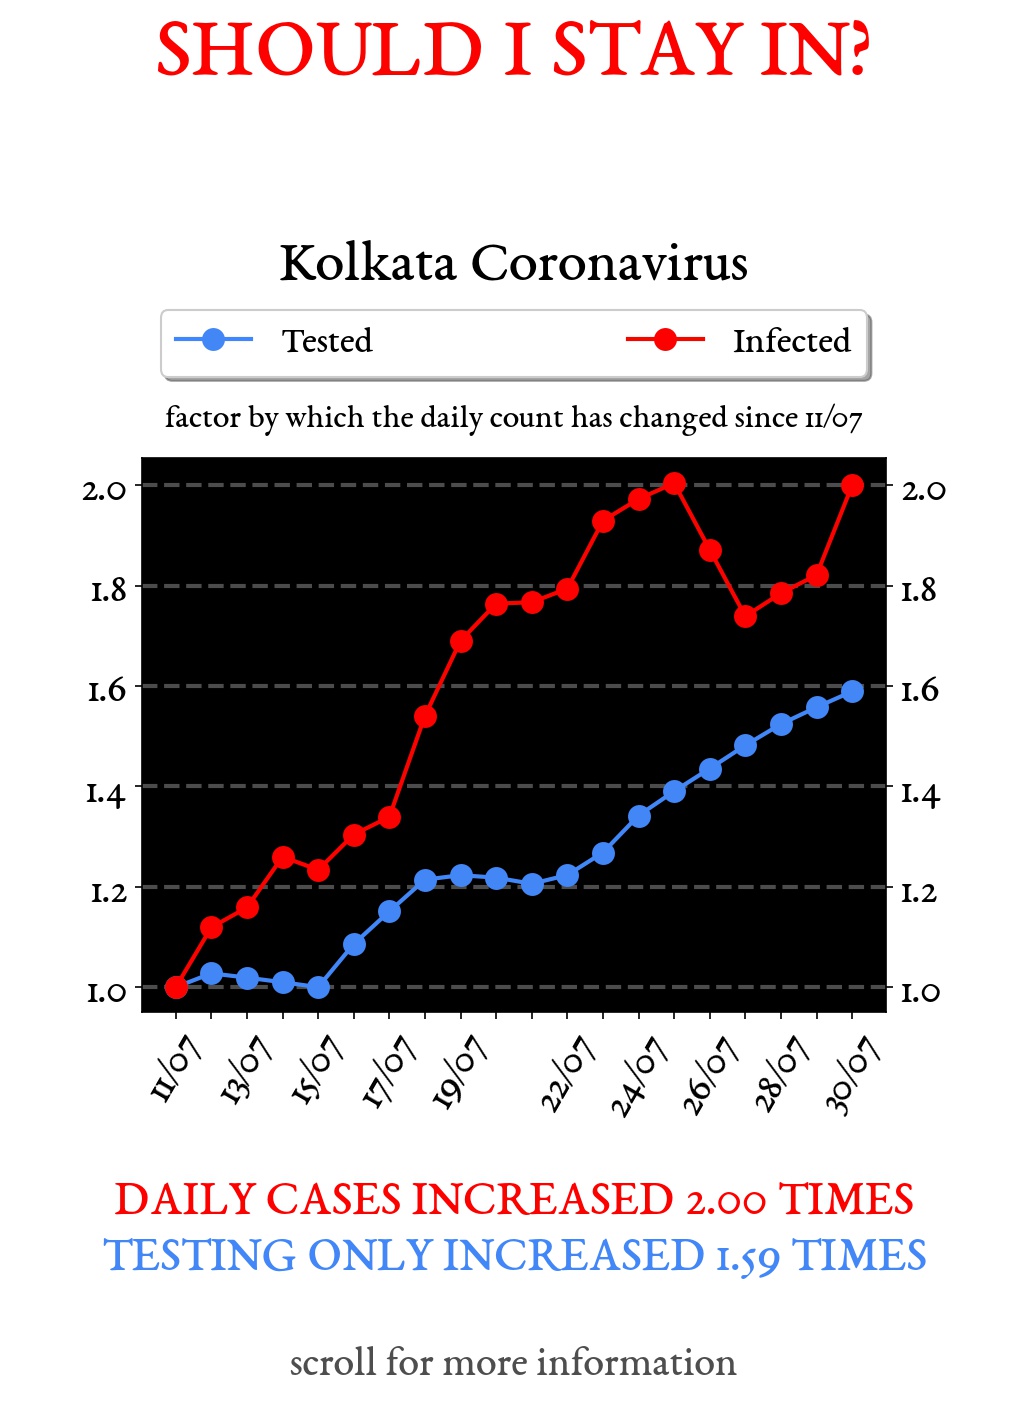 SHOULD I STAY IN?
Kolkata Coronavirus
Tested Infected
factor by which the daily count has changed since 11/07
2.0 2.0
1.8 1.8
1.6 1.6
1.4 1.4
1.2 1.2
1.0 1.0
11/07 13/07 15/07 17/07 19/07 22/07 24/07 26/07 28/07 30/07
DAILY CASES INCREASED 2.00 TIMES
TESTING ONLY INCREASED 1.59 TIMES
scroll for more information